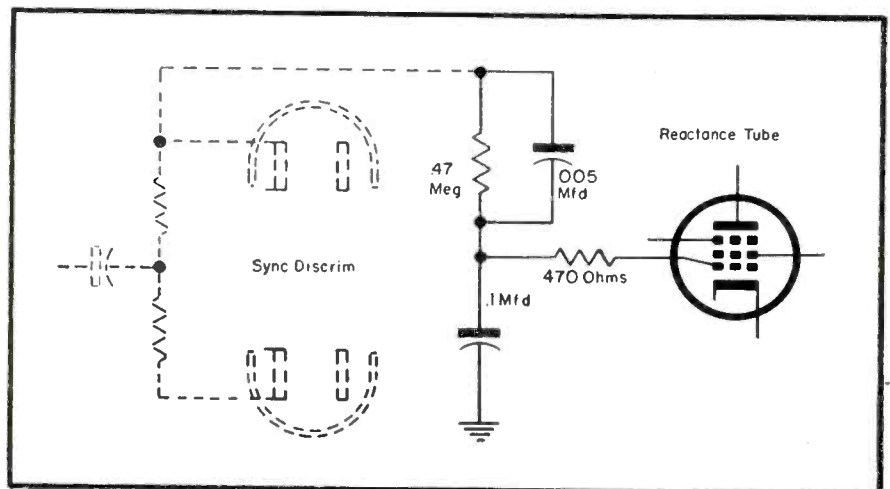 Reactance Tube
.47
Meg
.005
Mfd
Sync Discrim
470 Ohms
.1 Mfd